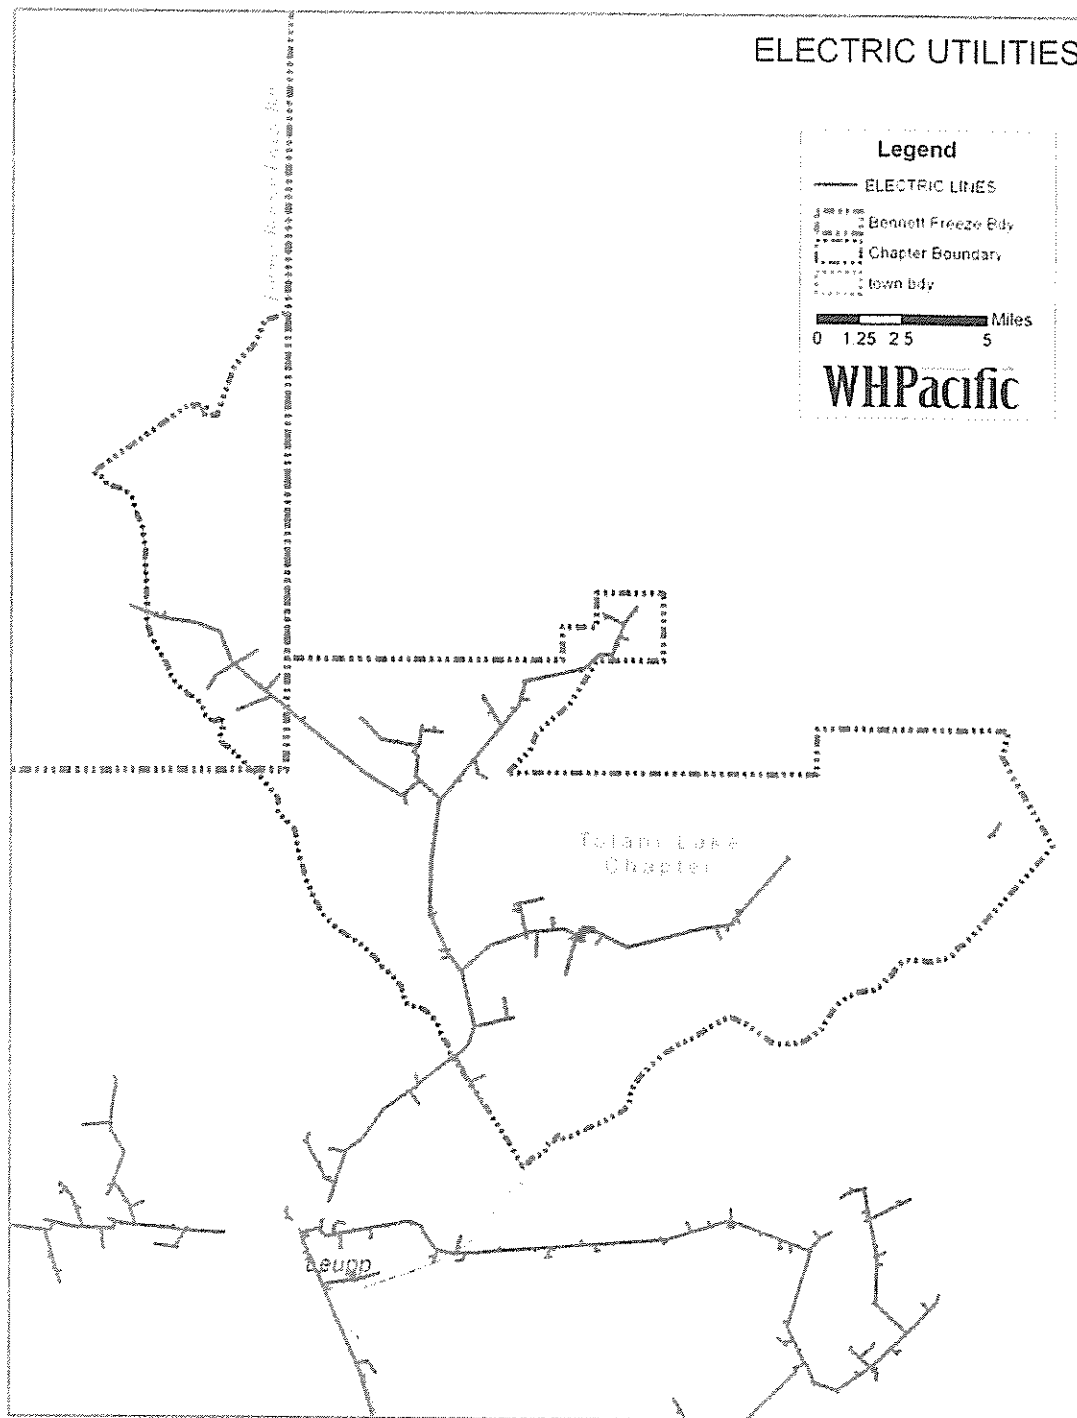 ELECTRIC UTILITIES
Legend
ELECTRIC LINES
Bennett Freeze Bdy
Chapter Boundary
town bdy
Miles
0 1.25 2.5 5
WHPacific
Tolani Lake
Chapter
Leupp